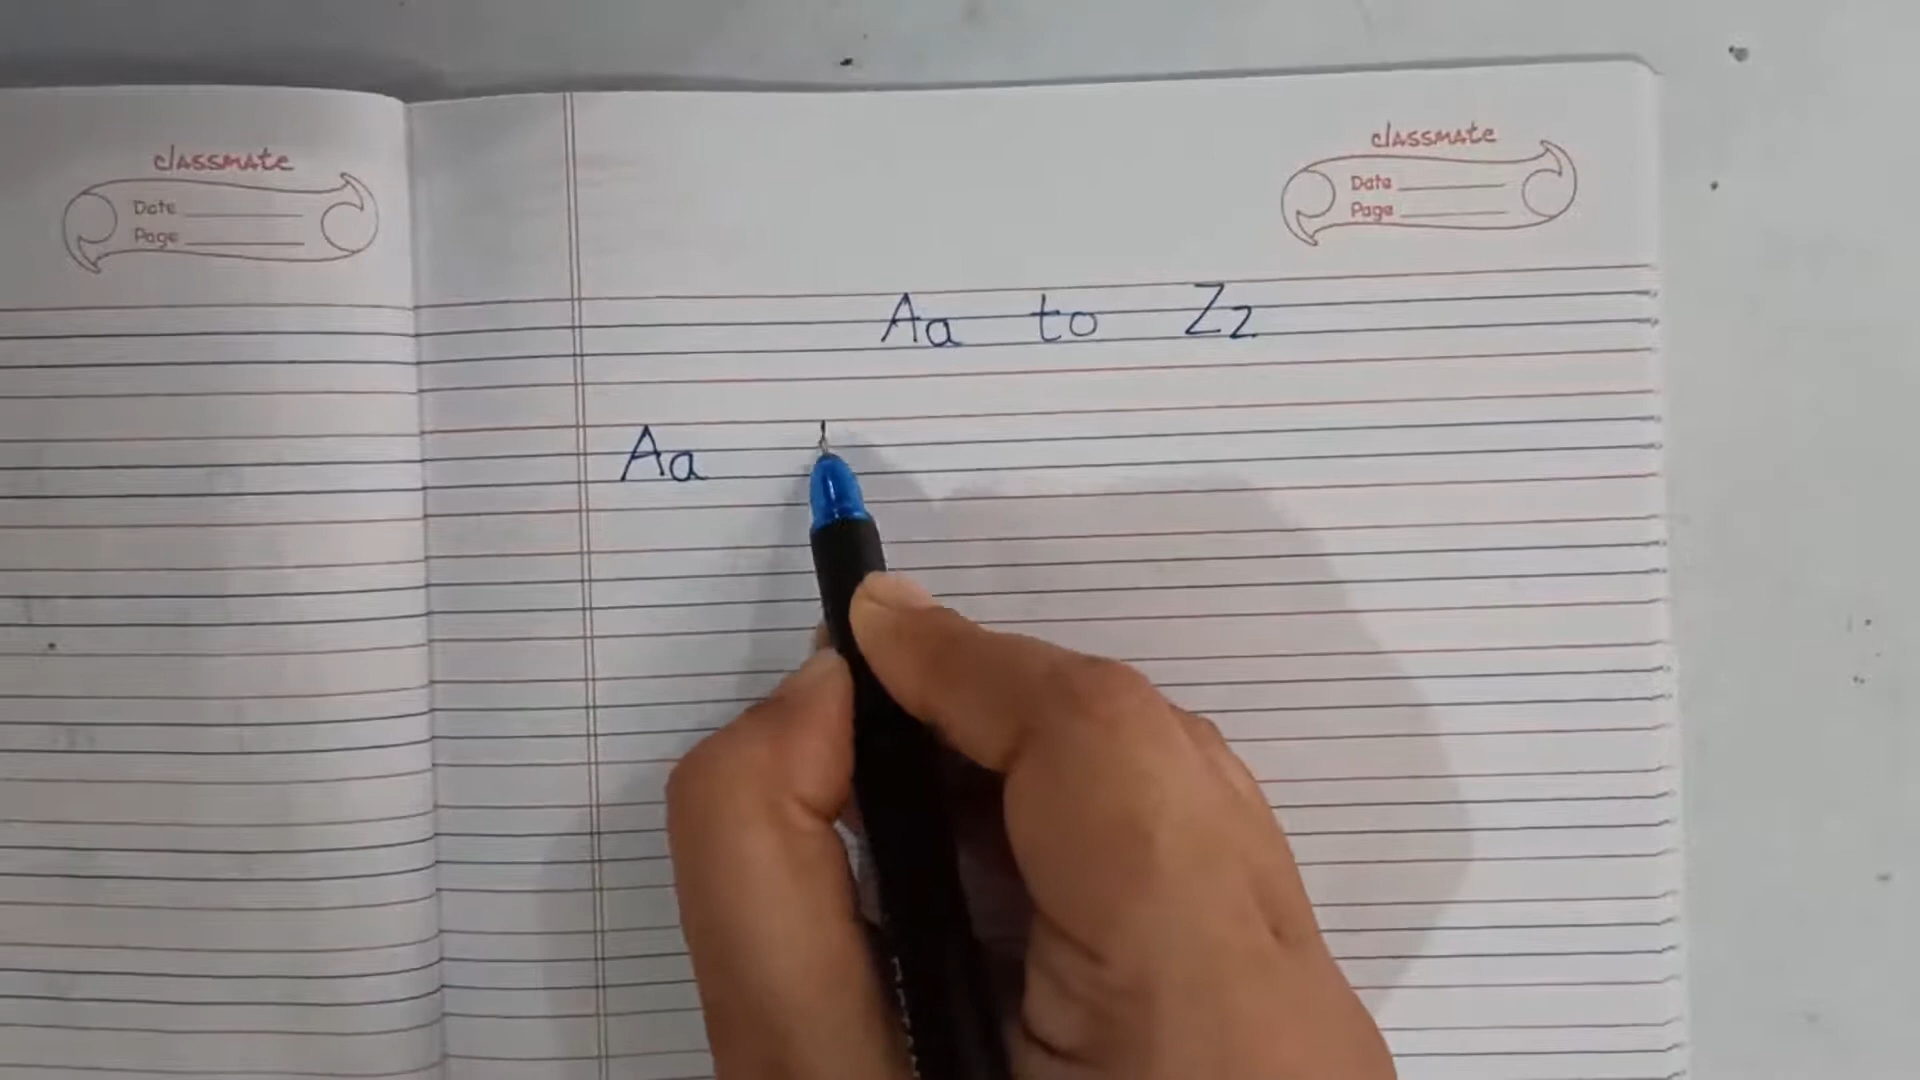 classmate
Date
Page
classmate
Date
Page
Aa to Zz
Aa